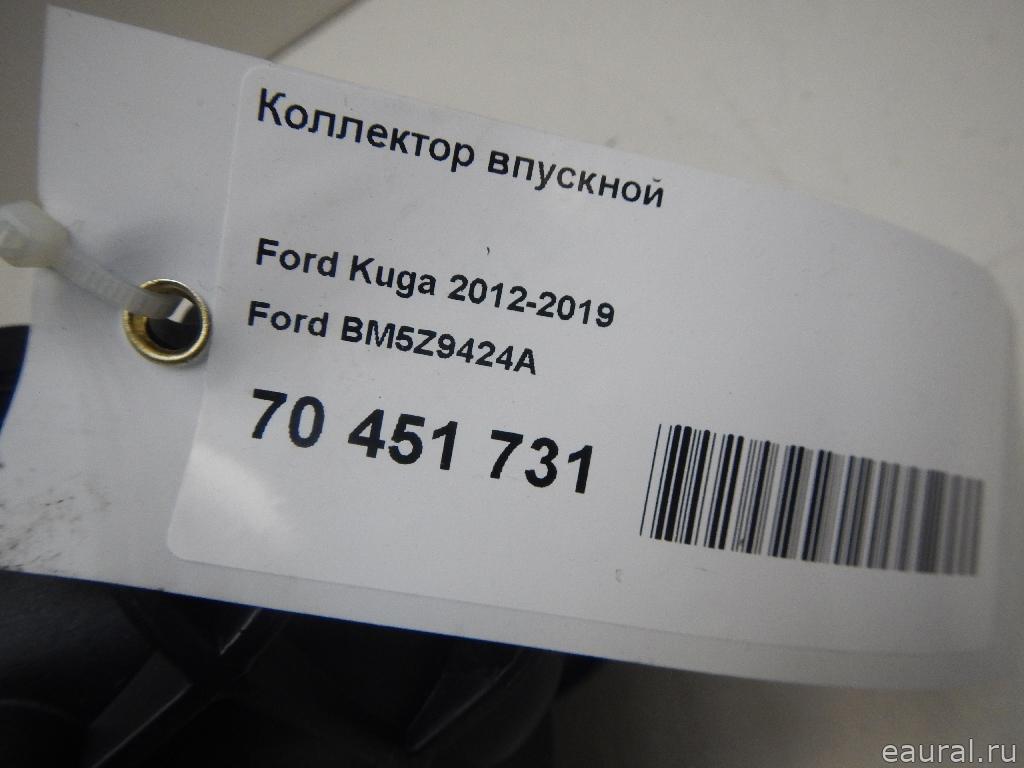 Коллектор впускной
Ford Kuga 2012-2019
Ford BM5Z9424A
70 451 731
eaural.ru